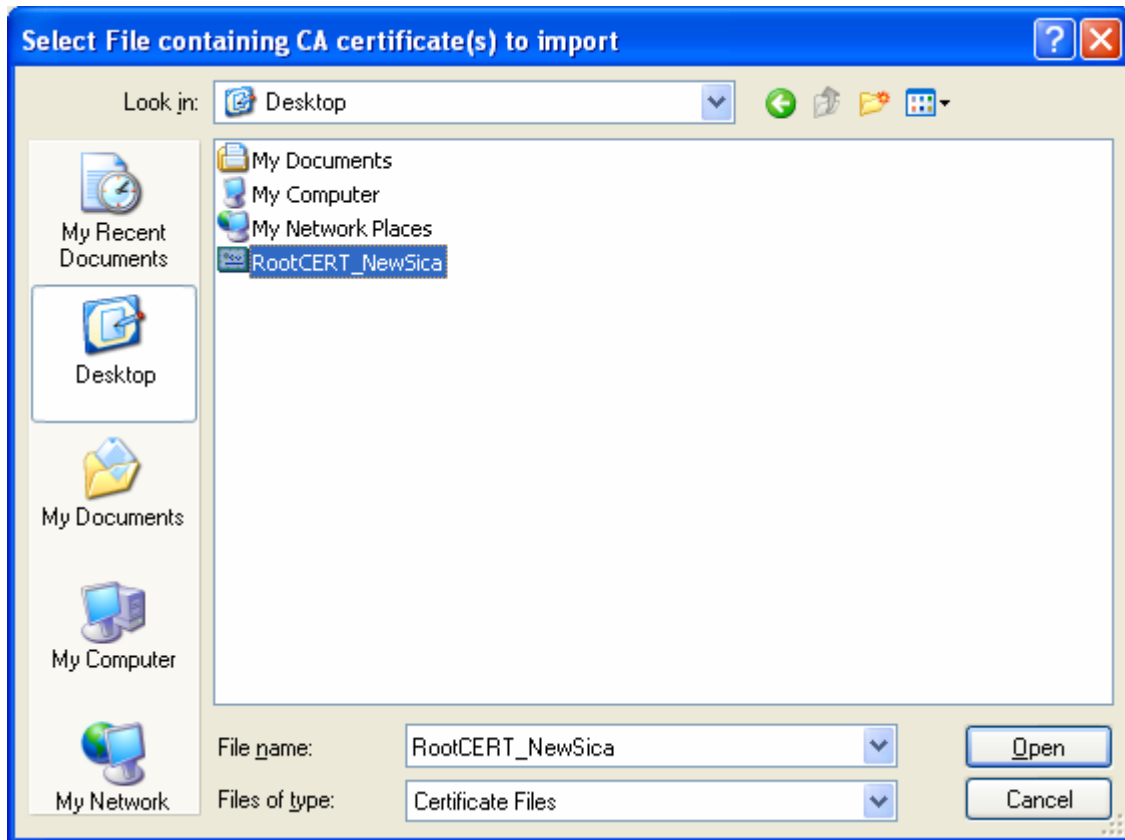 Select File containing CA certificate(s) to import
Look in:
Desktop
My Recent
Documents
Desktop
My Documents
My Computer
My Network
My Documents
My Computer
My Network Places
RootCERT_NewSica
File name:
RootCERT_NewSica
Open
Files of type:
Certificate Files
Cancel